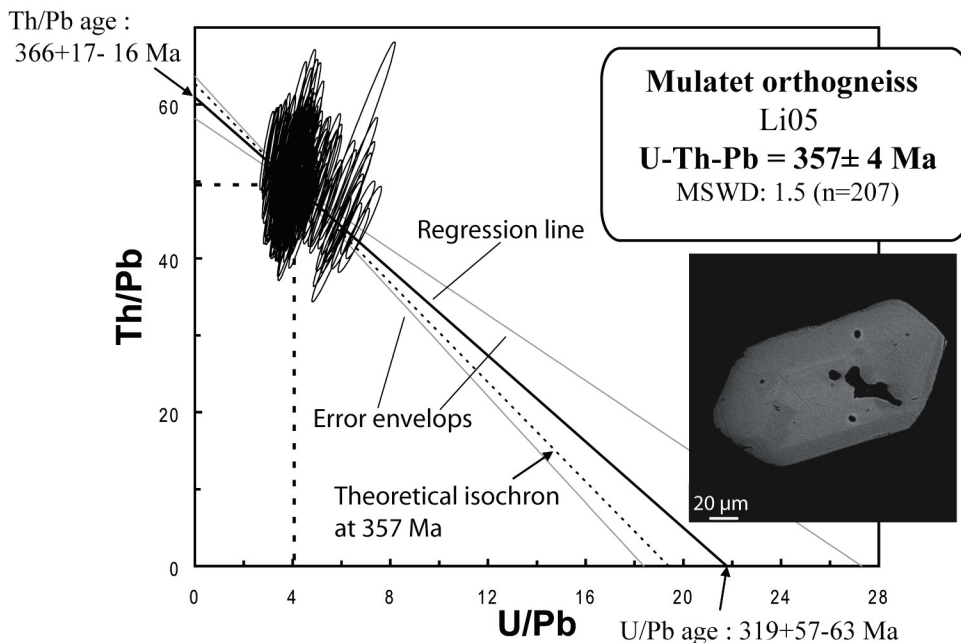 Th/Pb age :
366+17- 16 Ma
Mulatet orthogneiss
Li05
U-Th-Pb = 357± 4 Ma
MSWD: 1.5 (n=207)
60
40
20
0
Th/Pb
Regression line
Error envelops
Theoretical isochron
at 357 Ma
20 µm
0 4 8 12 16 20 24 28
U/Pb
U/Pb age : 319+57-63 Ma